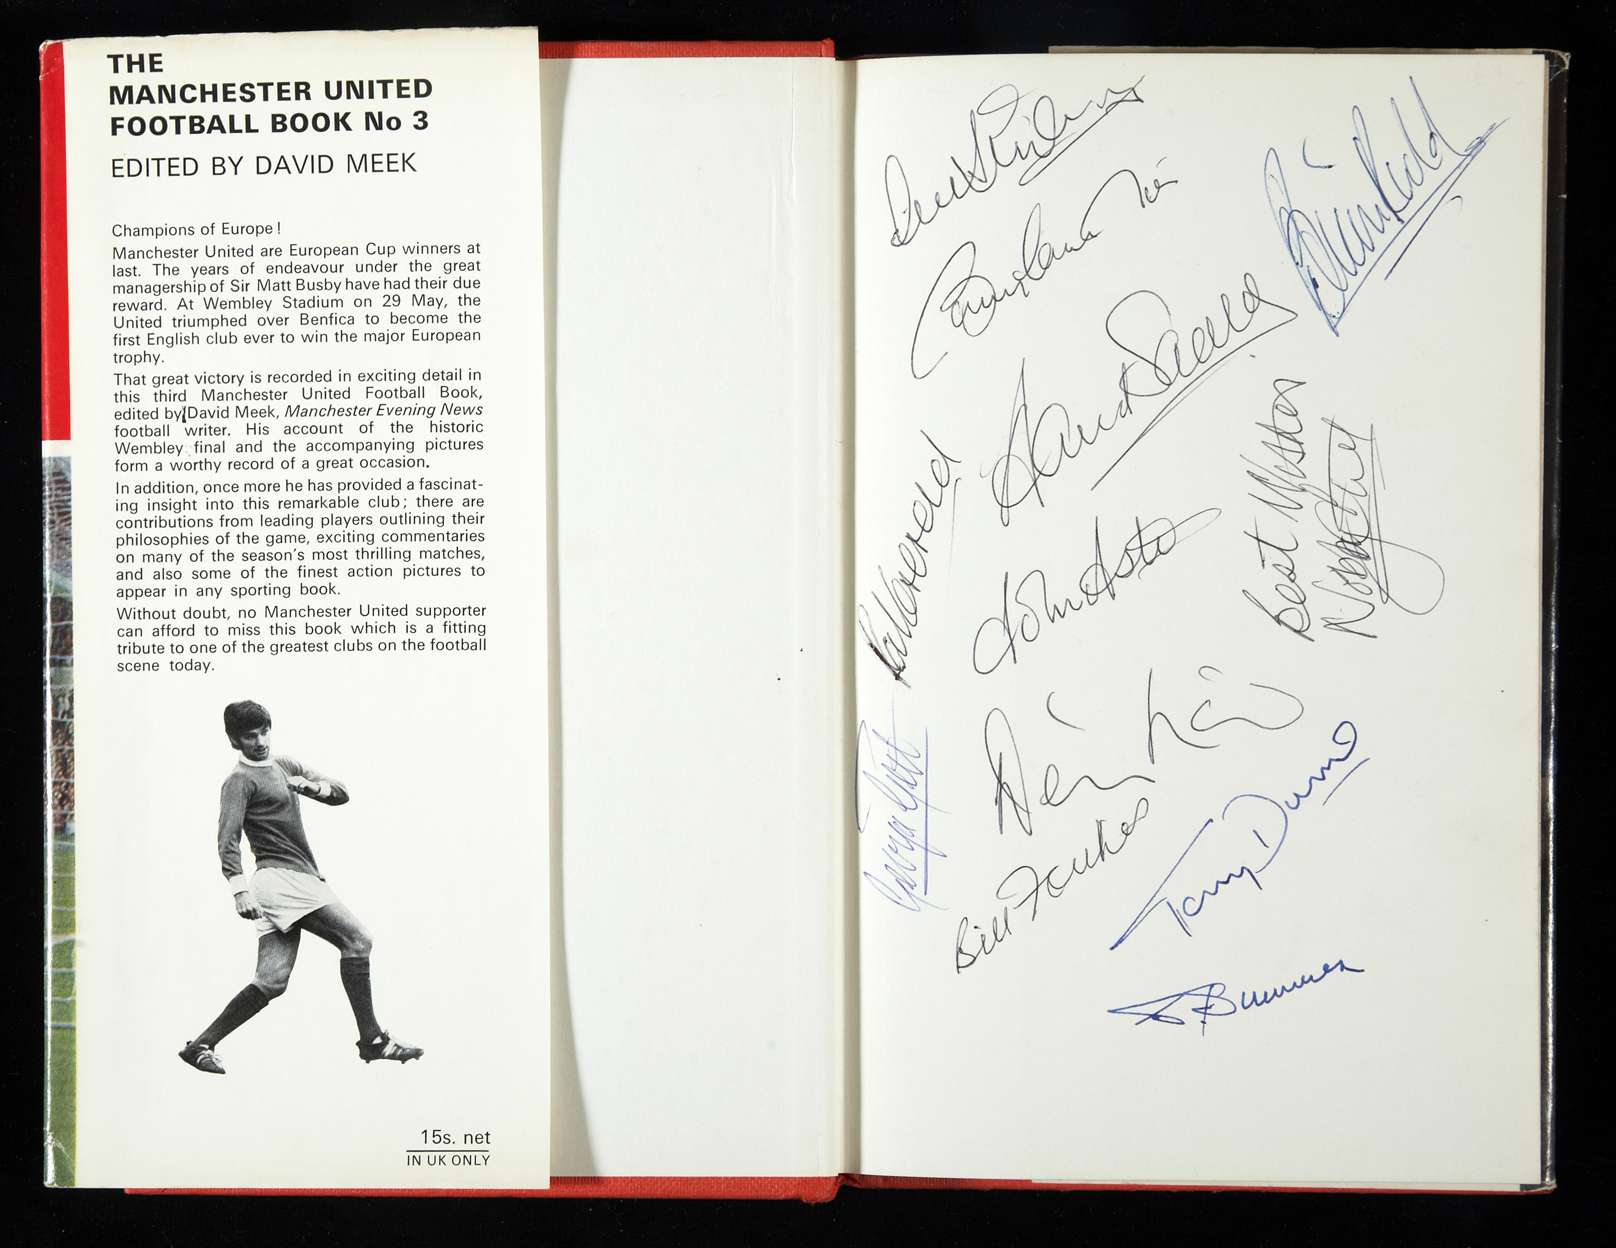 THE
MANCHESTER UNITED
FOOTBALL BOOK No 3
EDITED BY DAVID MEEK
Champions of Europe!
Manchester United are European Cup winners at
last. The years of endeavour under the great
managership of Sir Matt Busby have had their due
reward. At Wembley Stadium on 29 May, the
United triumphed over Benfica to become the
first English club ever to win the major European
trophy.
That great victory is recorded in exciting detail in
this third Manchester United Football Book,
edited by David Meek, Manchester Evening News
football writer. His account of the historic
Wembley final and the accompanying pictures
form a worthy record of a great occasion.
In addition, once more he has provided a fascinat-
ing insight into this remarkable club; there are
contributions from leading players outlining their
philosophies of the game, exciting commentaries
on many of the season's most thrilling matches,
and also some of the finest action pictures to
appear in any sporting book.
Without doubt, no Manchester United supporter
can afford to miss this book which is a fitting
tribute to one of the greatest clubs on the football
scene today.
15s. net
IN UK ONLY
Brian Kidd
David Sadler
Best Wishes
Nobby
John Aston
Bill Foulkes
Tony Dunne